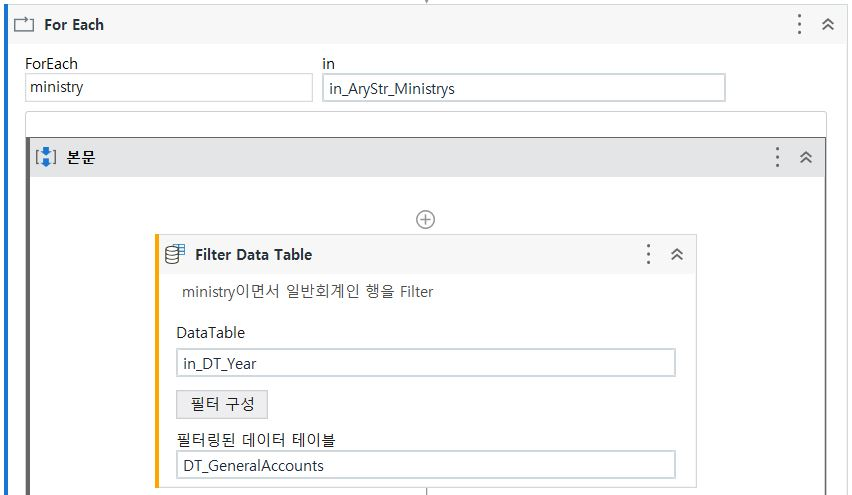 For Each
ForEach in
ministry in_AryStr_Ministrys
본문
Filter Data Table
ministry이면서 일반회계인 행을 Filter
DataTable
in_DT_Year
필터 구성
필터링된 데이터 테이블
DT_GeneralAccounts